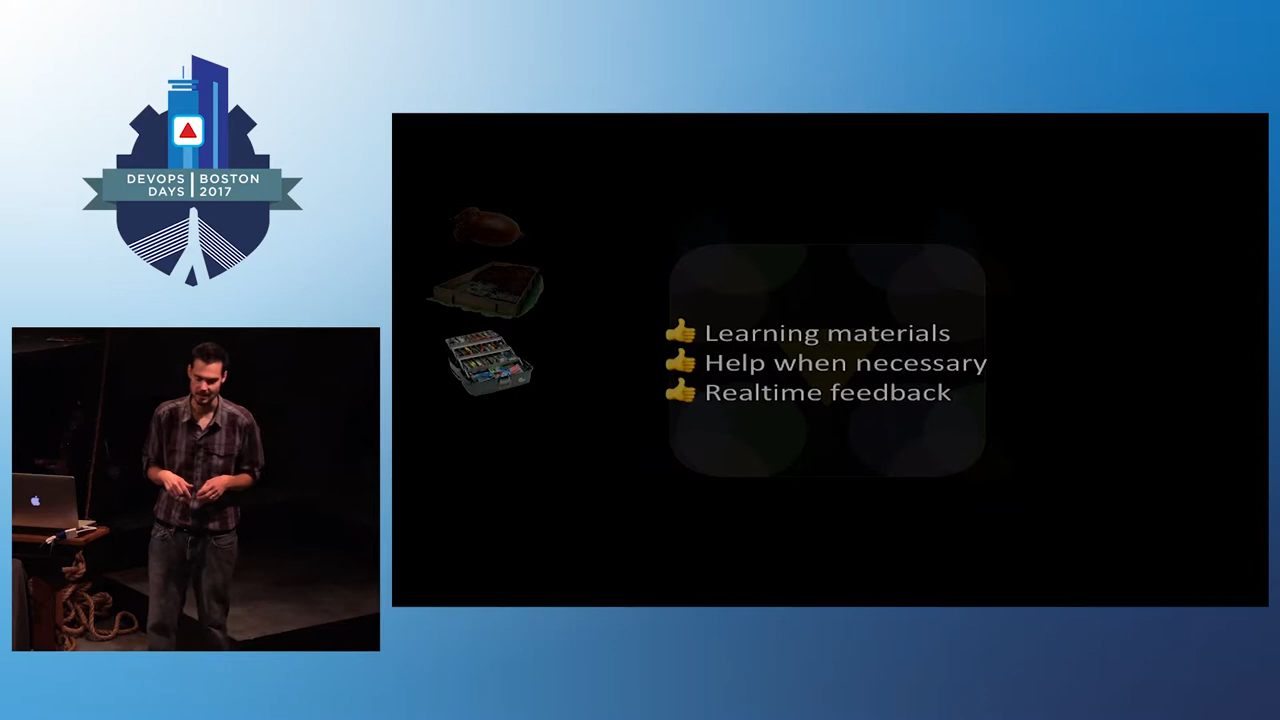 DEVOPS BOSTON
DAYS 2017
👍 Learning materials
👍 Help when necessary
👍 Realtime feedback